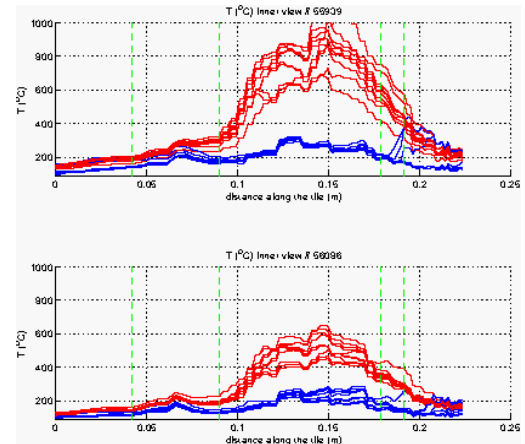 T (°C) Inner view # 56909
1000
800
600
400
200
T (°C)
0 0.05 0.1 0.15 0.2 0.25
distance along the tile (m)
T (°C) Inner view # 56096
1000
800
600
400
200
T (°C)
0 0.05 0.1 0.15 0.2 0.25
distance along the tile (m)